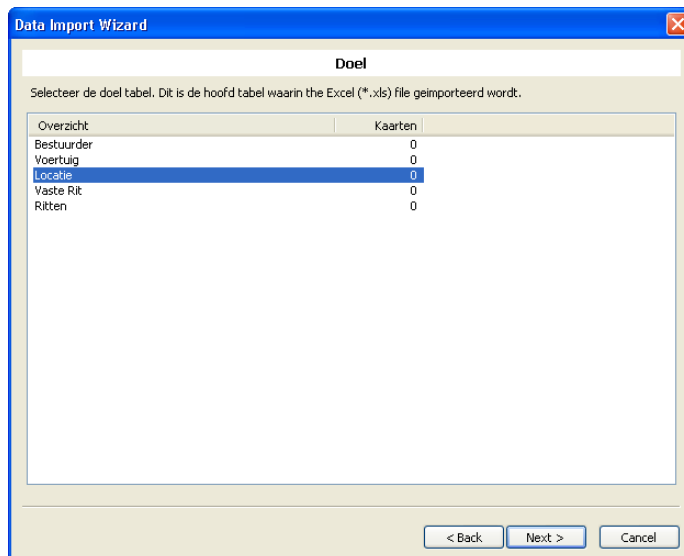 Data Import Wizard
Doel
Selecteer de doel tabel. Dit is de hoofd tabel waarin the Excel (*.xls) file geimporteerd wordt.
Overzicht Kaarten
Bestuurder 0
Voertuig 0
Locatie 0
Vaste Rit 0
Ritten 0
< Back Next > Cancel